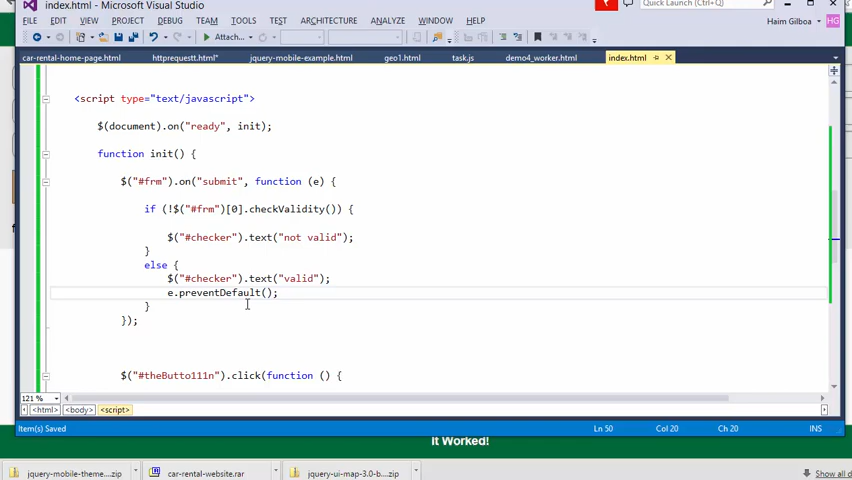 index.html - Microsoft Visual Studio
Quick Launch (Ctrl+Q)
FILE EDIT VIEW PROJECT DEBUG TEAM TOOLS TEST ARCHITECTURE ANALYZE WINDOW HELP
Haim Gilboa HG
Attach...
car-rental-home-page.html httprequestt.html* jquery-mobile-example.html geo1.html task.js demo4_worker.html index.html
<script type="text/javascript">
$(document).on("ready", init);
function init() {
$("#frm").on("submit", function (e) {
if (!$("#frm")[0].checkValidity()) {
$("#checker").text("not valid");
}
else {
$("#checker").text("valid");
e.preventDefault();
}
});
$("#theButto111n").click(function () {
121 %
<html> <body> <script>
Item(s) Saved Ln 50 Col 20 Ch 20 INS
It Worked!
jquery-mobile-theme....zip car-rental-website.rar jquery-ui-map-3.0-b....zip Show all